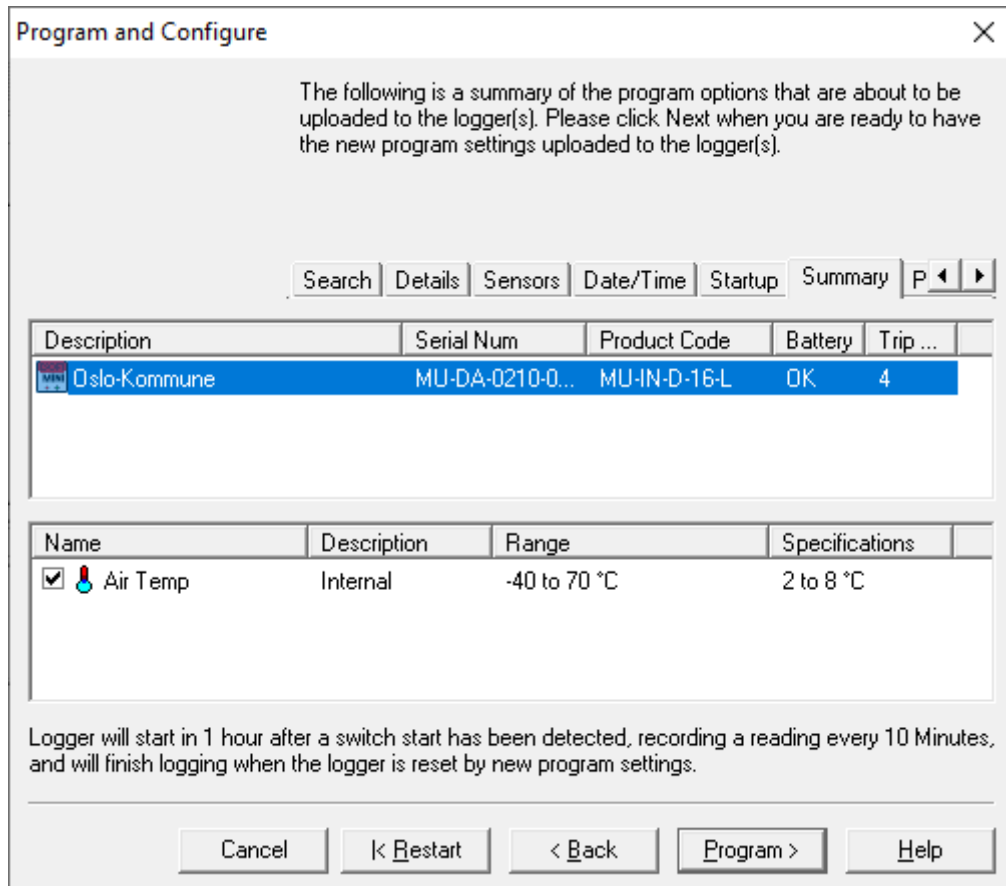 Program and Configure
The following is a summary of the program options that are about to be
uploaded to the logger(s). Please click Next when you are ready to have
the new program settings uploaded to the logger(s).
Search Details Sensors Date/Time Startup Summary P
Description Serial Num Product Code Battery Trip ...
MINI Oslo-Kommune MU-DA-0210-0... MU-IN-D-16-L OK 4
Name Description Range Specifications
Air Temp Internal -40 to 70 °C 2 to 8 °C
Logger will start in 1 hour after a switch start has been detected, recording a reading every 10 Minutes,
and will finish logging when the logger is reset by new program settings.
Cancel |< Restart < Back Program > Help